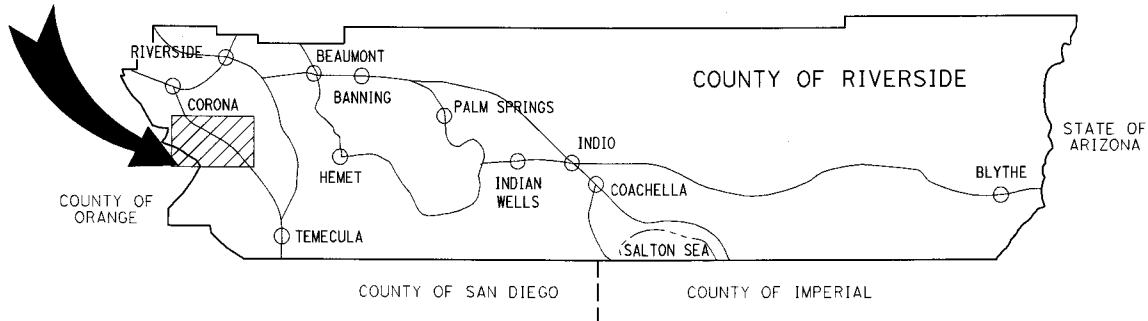 RIVERSIDE
BEAUMONT
COUNTY OF RIVERSIDE
BANNING
CORONA
PALM SPRINGS
STATE OF
ARIZONA
INDIO
HEMET
INDIAN
WELLS
COACHELLA
BLYTHE
COUNTY OF
ORANGE
TEMECULA
SALTON SEA
COUNTY OF SAN DIEGO
COUNTY OF IMPERIAL